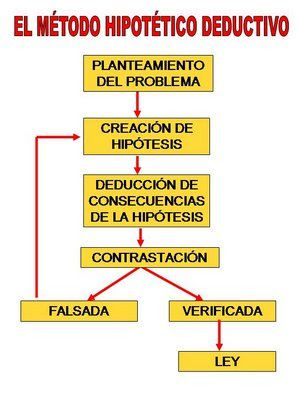 EL MÉTODO HIPOTÉTICO DEDUCTIVO
PLANTEAMIENTO
DEL PROBLEMA
CREACIÓN DE
HIPÓTESIS
DEDUCCIÓN DE
CONSECUENCIAS
DE LA HIPÓTESIS
CONTRASTACIÓN
FALSADA
VERIFICADA
LEY